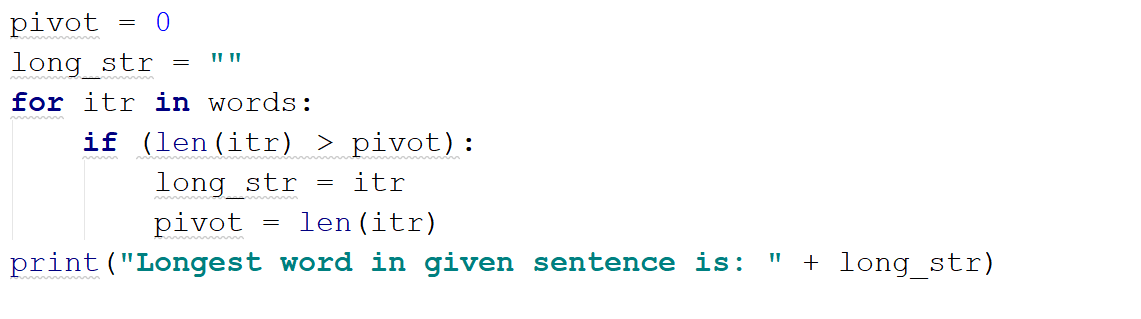 pivot = 0
long_str = ""
for itr in words:
    if (len(itr) > pivot):
        long_str = itr
        pivot = len(itr)
print("Longest word in given sentence is: " + long_str)